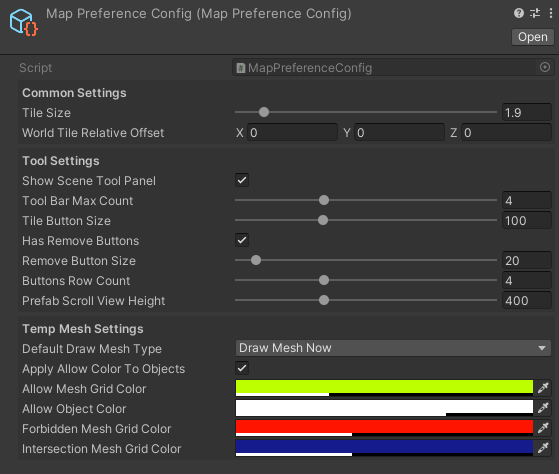 Map Preference Config (Map Preference Config)
Open
Script MapPreferenceConfig
Common Settings
Tile Size 1.9
World Tile Relative Offset X 0 Y 0 Z 0
Tool Settings
Show Scene Tool Panel
Tool Bar Max Count 4
Tile Button Size 100
Has Remove Buttons
Remove Button Size 20
Buttons Row Count 4
Prefab Scroll View Height 400
Temp Mesh Settings
Default Draw Mesh Type Draw Mesh Now
Apply Allow Color To Objects
Allow Mesh Grid Color
Allow Object Color
Forbidden Mesh Grid Color
Intersection Mesh Grid Color